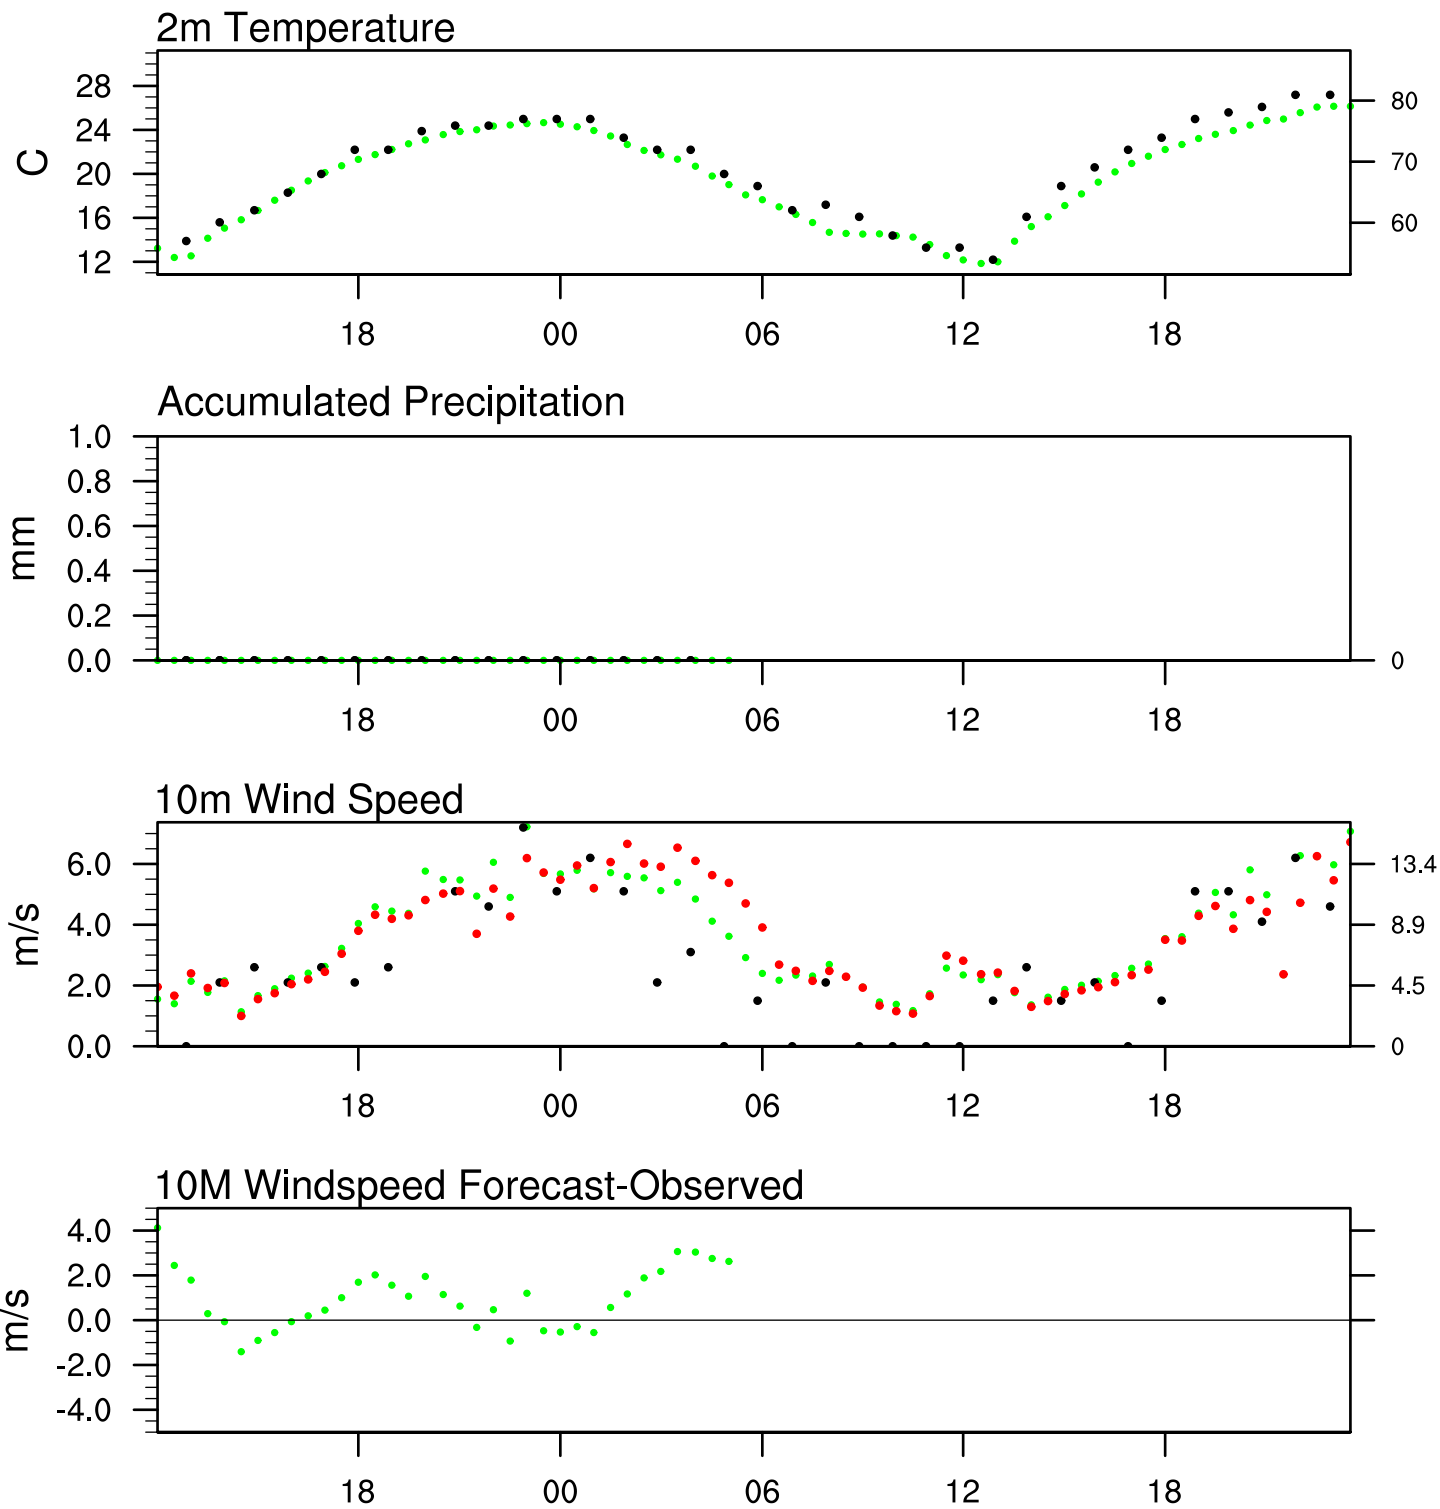 2m Temperature
28
24
20
16
12
C
80
70
60
18 00 06 12 18
Accumulated Precipitation
1.0
0.8
0.6
0.4
0.2
0.0
mm
0
18 00 06 12 18
10m Wind Speed
6.0
4.0
2.0
0.0
m/s
13.4
8.9
4.5
0
18 00 06 12 18
10M Windspeed Forecast-Observed
4.0
2.0
0.0
-2.0
-4.0
m/s
18 00 06 12 18